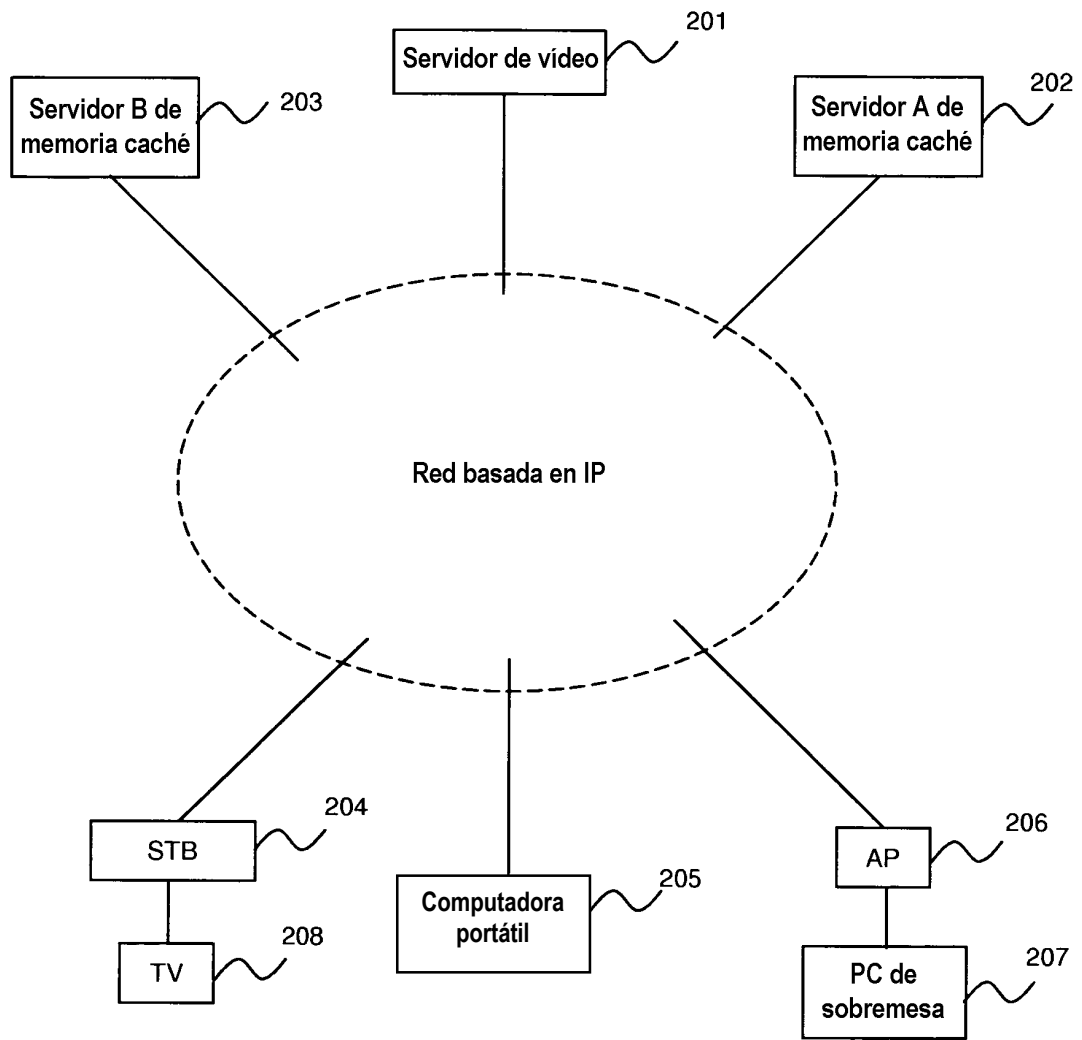 201
Servidor de vídeo
Servidor B de
memoria caché
203
Servidor A de
memoria caché
202
Red basada en IP
STB
204
TV
208
Computadora
portátil
205
AP
206
PC de
sobremesa
207